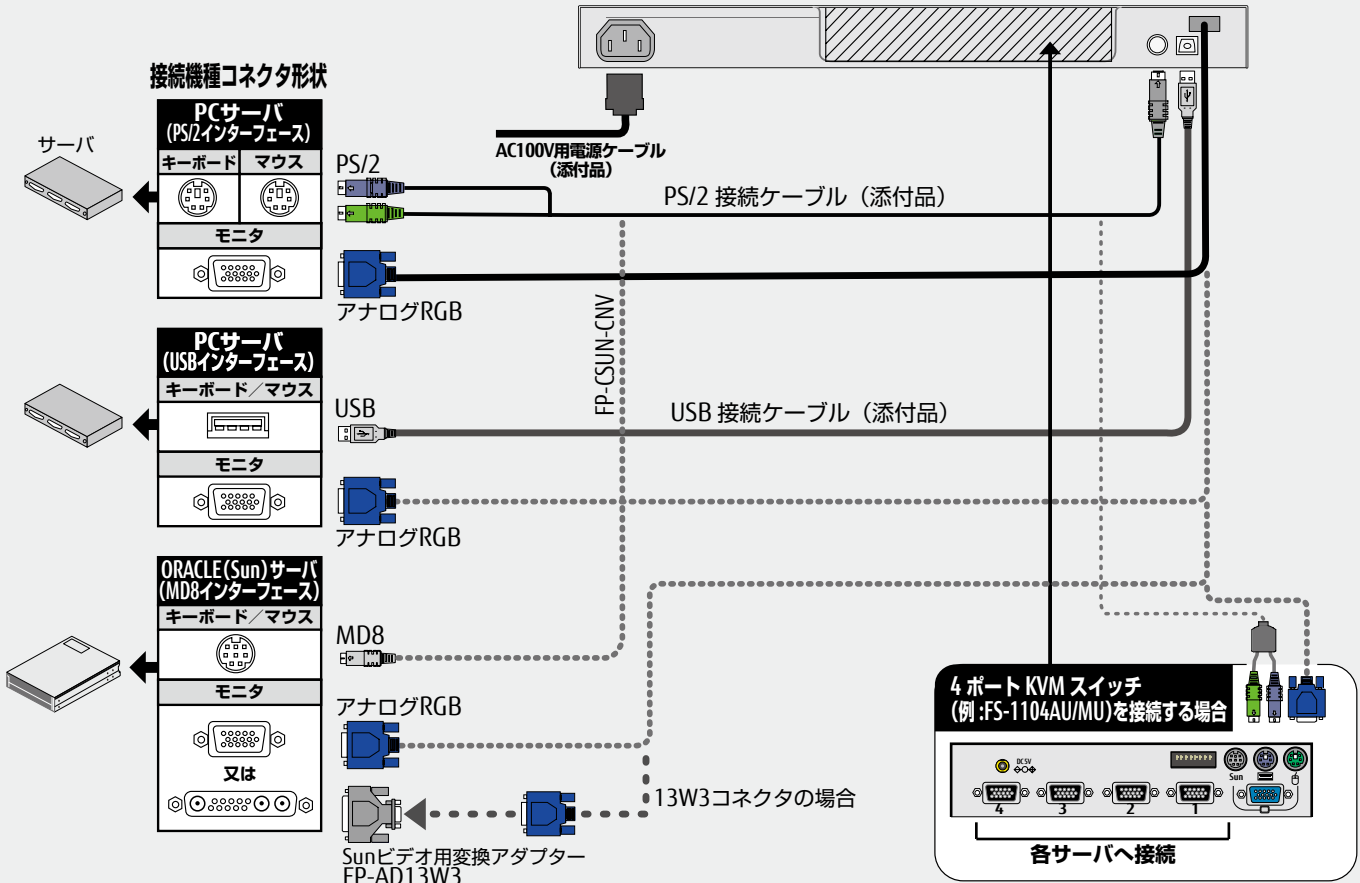 接続機種コネクタ形状
サーバ
PCサーバ
(PS/2インターフェース)
キーボード
マウス
モニタ
PS/2
アナログRGB
AC100V用電源ケーブル
(添付品)
PS/2 接続ケーブル（添付品）
FP-CSUN-CNV
PCサーバ
(USBインターフェース)
キーボード／マウス
モニタ
USB
アナログRGB
USB 接続ケーブル（添付品）
ORACLE(Sun)サーバ
(MD8インターフェース)
キーボード／マウス
モニタ
又は
MD8
アナログRGB
13W3コネクタの場合
Sunビデオ用変換アダプター
FP-AD13W3
4 ポート KVM スイッチ
(例 :FS-1104AU/MU)を接続する場合
DC5V
Sun
4
3
2
1
各サーバへ接続